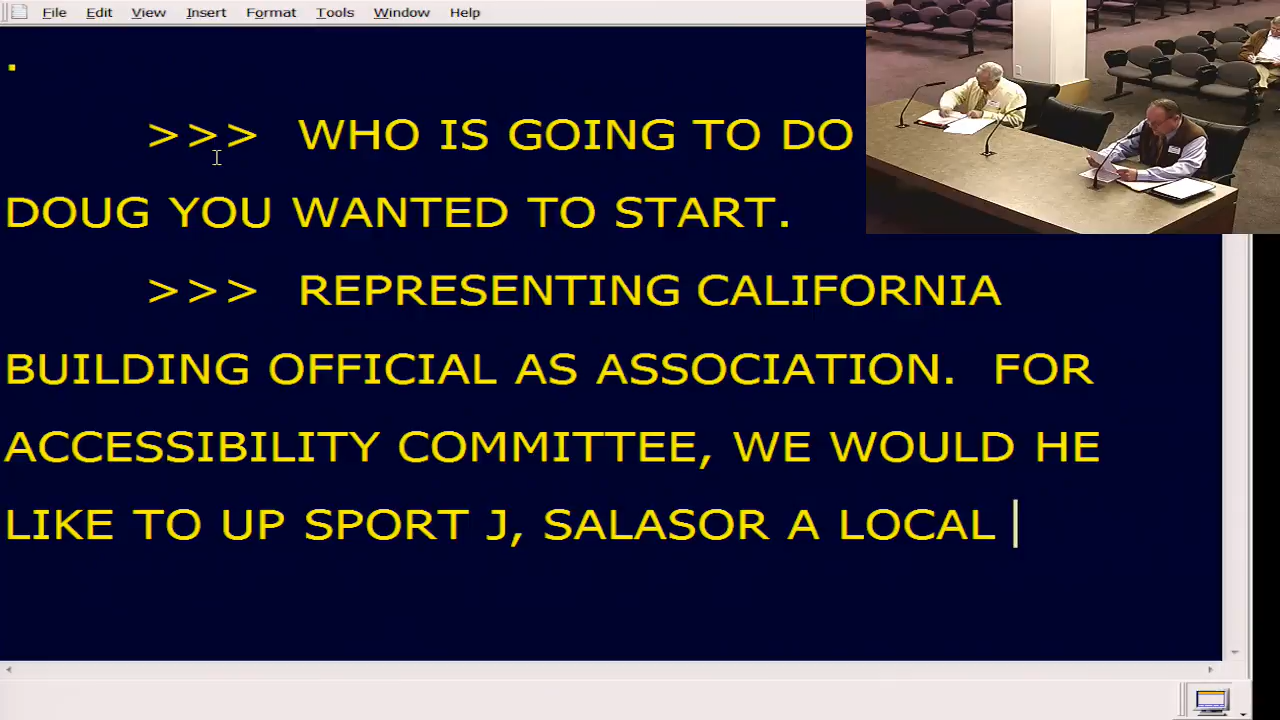 File Edit View Insert Format Tools Window Help
.
>>> WHO IS GOING TO DO
DOUG YOU WANTED TO START.
>>> REPRESENTING CALIFORNIA
BUILDING OFFICIAL AS ASSOCIATION. FOR
ACCESSIBILITY COMMITTEE, WE WOULD HE
LIKE TO UP SPORT J, SALASOR A LOCAL